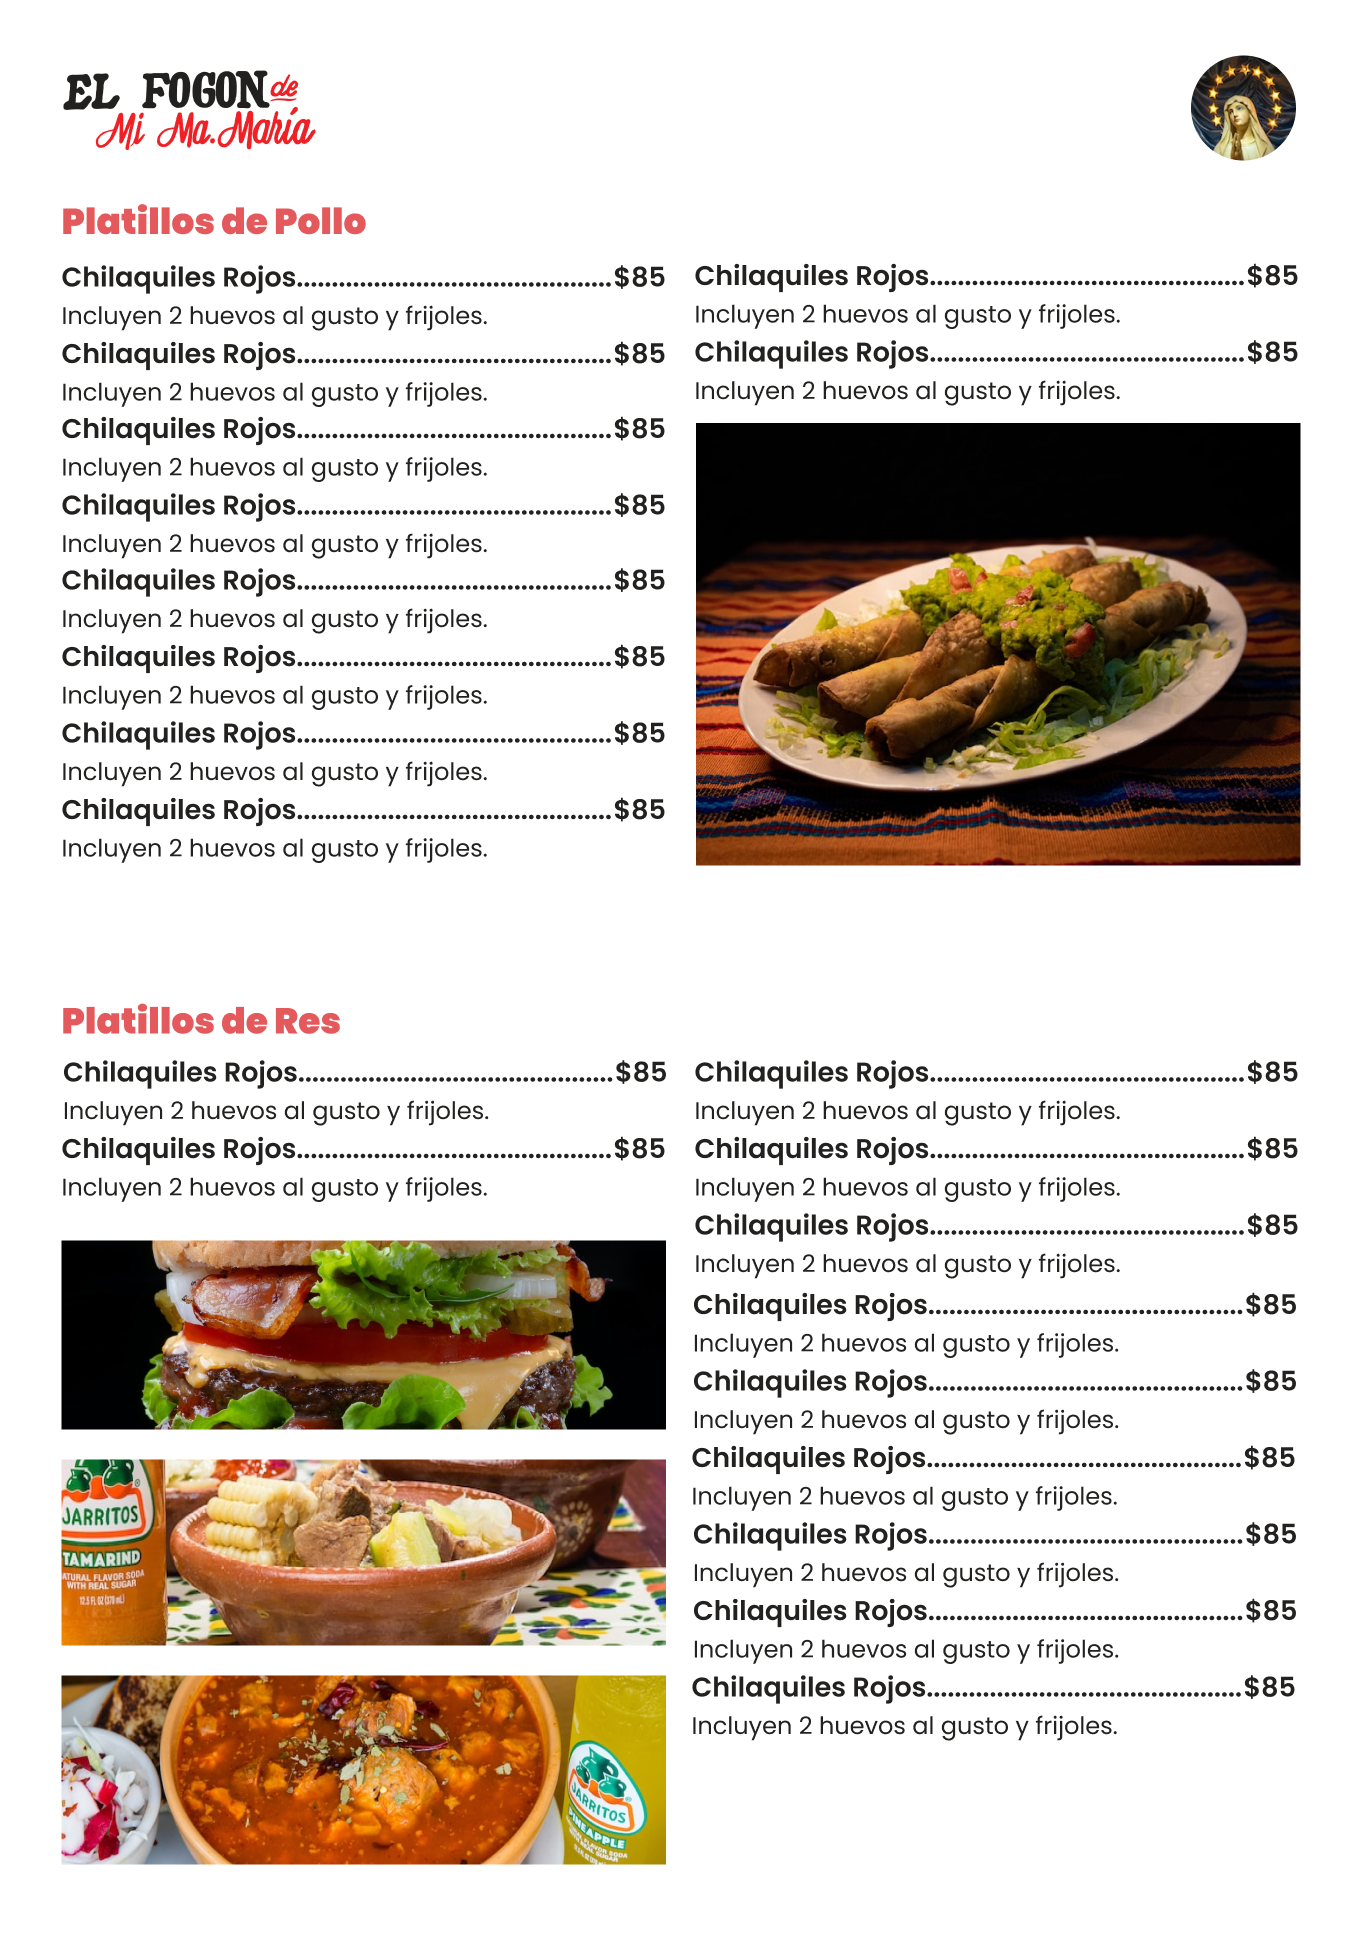 EL FOGON de
Mi Ma. María
Platillos de Pollo
Chilaquiles Rojos.............................................$85
Incluyen 2 huevos al gusto y frijoles.
Chilaquiles Rojos.............................................$85
Incluyen 2 huevos al gusto y frijoles.
Chilaquiles Rojos.............................................$85
Incluyen 2 huevos al gusto y frijoles.
Chilaquiles Rojos.............................................$85
Incluyen 2 huevos al gusto y frijoles.
Chilaquiles Rojos.............................................$85
Incluyen 2 huevos al gusto y frijoles.
Chilaquiles Rojos.............................................$85
Incluyen 2 huevos al gusto y frijoles.
Chilaquiles Rojos.............................................$85
Incluyen 2 huevos al gusto y frijoles.
Chilaquiles Rojos.............................................$85
Incluyen 2 huevos al gusto y frijoles.
Chilaquiles Rojos.............................................$85
Incluyen 2 huevos al gusto y frijoles.
Chilaquiles Rojos.............................................$85
Incluyen 2 huevos al gusto y frijoles.
Platillos de Res
Chilaquiles Rojos.............................................$85
Incluyen 2 huevos al gusto y frijoles.
Chilaquiles Rojos.............................................$85
Incluyen 2 huevos al gusto y frijoles.
JARRITOS
TAMARIND
NATURAL FLAVOR SODA
WITH REAL SUGAR
12.5 FL OZ (370 mL)
JARRITOS
PINEAPPLE
Chilaquiles Rojos.............................................$85
Incluyen 2 huevos al gusto y frijoles.
Chilaquiles Rojos.............................................$85
Incluyen 2 huevos al gusto y frijoles.
Chilaquiles Rojos.............................................$85
Incluyen 2 huevos al gusto y frijoles.
Chilaquiles Rojos.............................................$85
Incluyen 2 huevos al gusto y frijoles.
Chilaquiles Rojos.............................................$85
Incluyen 2 huevos al gusto y frijoles.
Chilaquiles Rojos.............................................$85
Incluyen 2 huevos al gusto y frijoles.
Chilaquiles Rojos.............................................$85
Incluyen 2 huevos al gusto y frijoles.
Chilaquiles Rojos.............................................$85
Incluyen 2 huevos al gusto y frijoles.
Chilaquiles Rojos.............................................$85
Incluyen 2 huevos al gusto y frijoles.